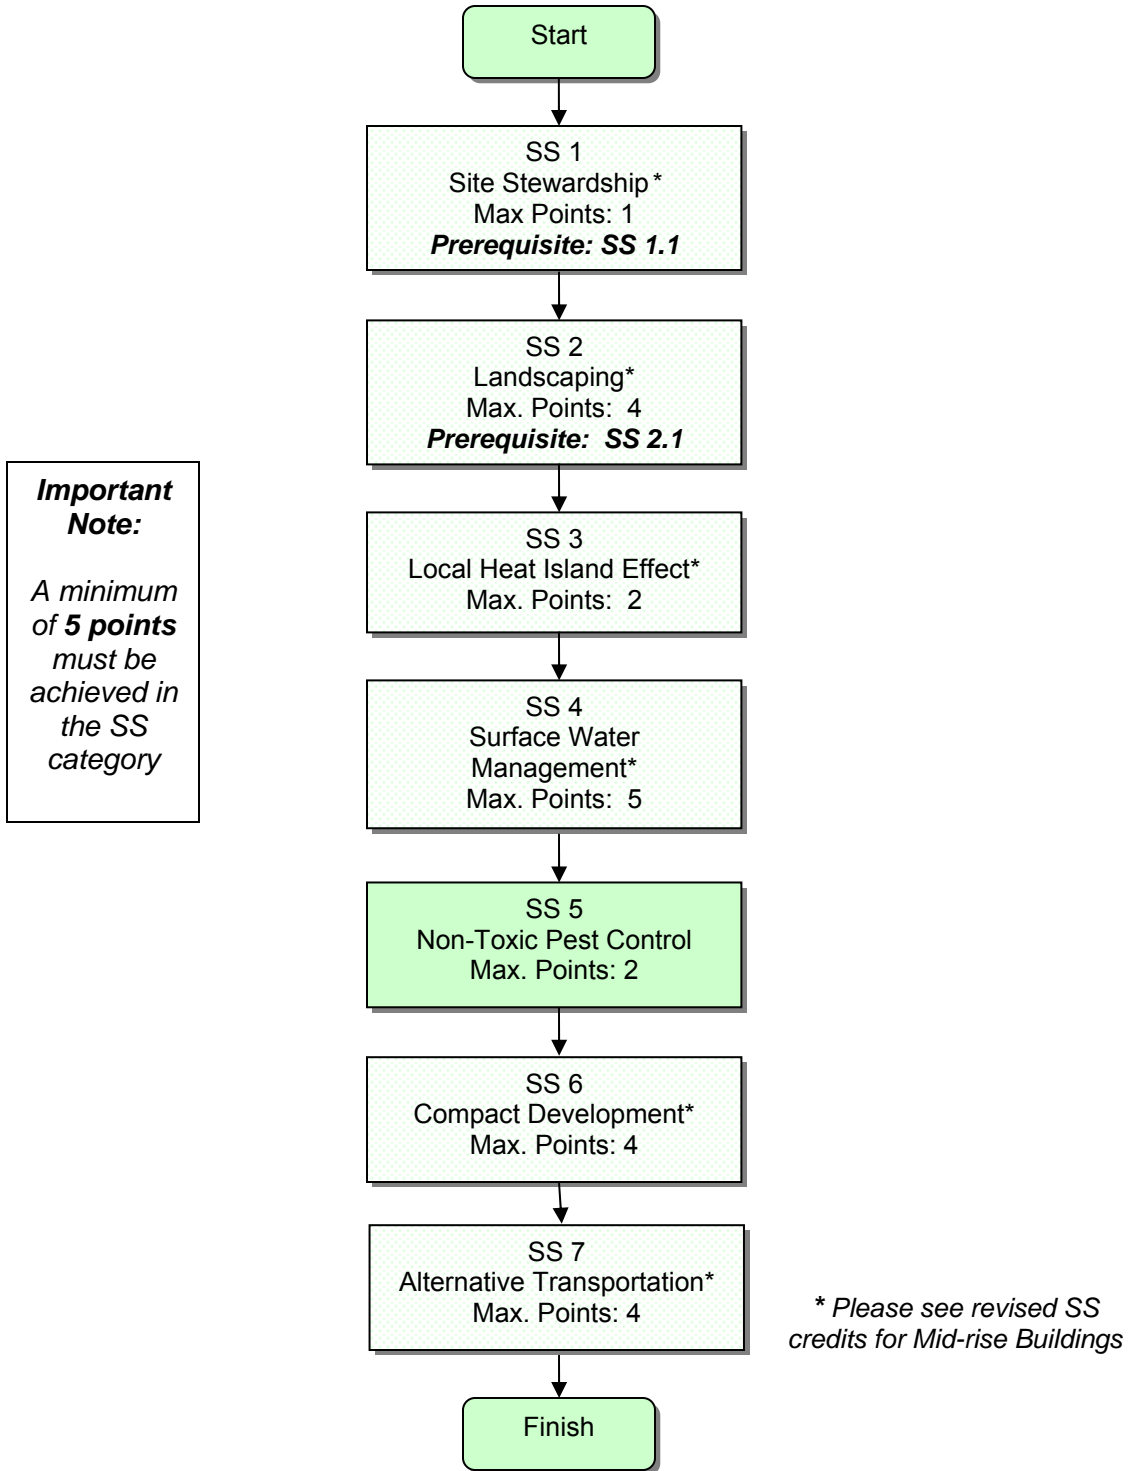 Start
SS 1
Site Stewardship *
Max Points: 1
Prerequisite: SS 1.1
SS 2
Landscaping*
Max. Points:  4
Prerequisite:  SS 2.1
Important
Note:
A minimum
of 5 points
must be
achieved in
the SS
category
SS 3
Local Heat Island Effect*
Max. Points:  2
SS 4
Surface Water
Management*
Max. Points:  5
SS 5
Non-Toxic Pest Control
Max. Points: 2
SS 6
Compact Development*
Max. Points: 4
SS 7
Alternative Transportation*
Max. Points: 4
* Please see revised SS
credits for Mid-rise Buildings
Finish